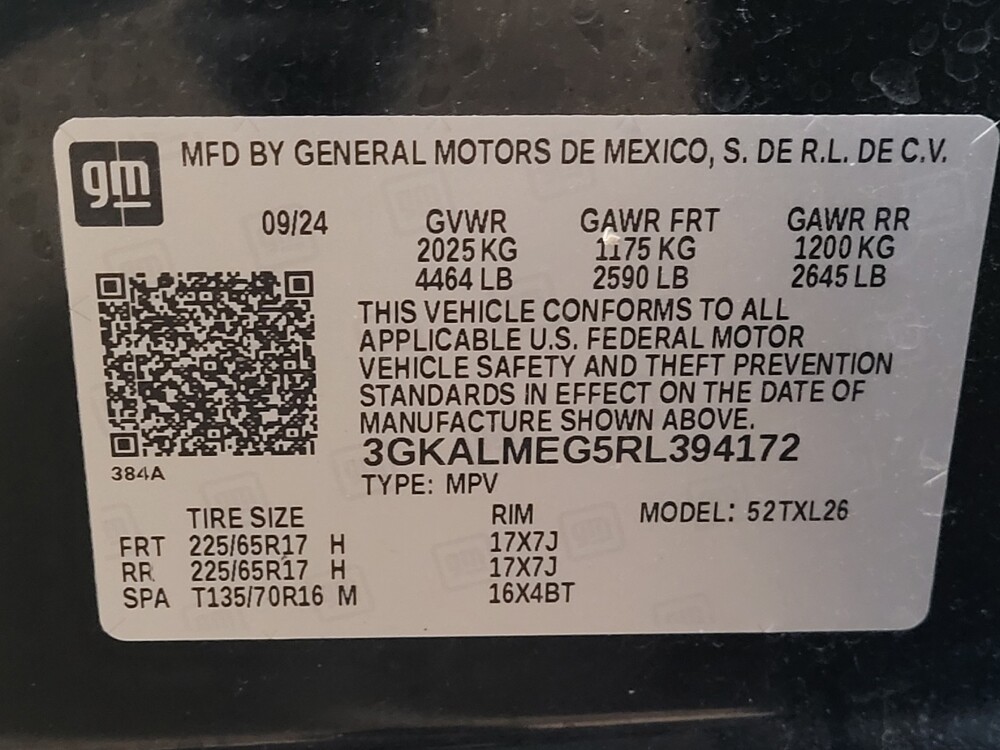 gm
MFD BY GENERAL MOTORS DE MEXICO, S. DE R.L. DE C.V.
09/24 GVWR GAWR FRT GAWR RR
2025 KG 1175 KG 1200 KG
4464 LB 2590 LB 2645 LB
THIS VEHICLE CONFORMS TO ALL
APPLICABLE U.S. FEDERAL MOTOR
VEHICLE SAFETY AND THEFT PREVENTION
STANDARDS IN EFFECT ON THE DATE OF
MANUFACTURE SHOWN ABOVE.
3GKALMEG5RL394172
384A
TYPE: MPV
TIRE SIZE RIM MODEL: 52TXL26
FRT 225/65R17 H 17X7J
RR 225/65R17 H 17X7J
SPA T135/70R16 M 16X4BT